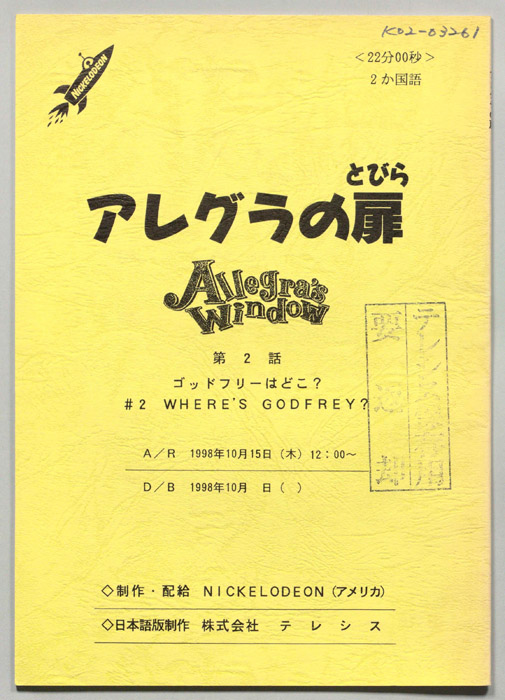 K02-03261
NICKELODEON
<22分00秒>
2か国語
とびら
アレグラの扉
Allegra's
Window
第 2 話
ゴッドフリーはどこ?
#2 WHERE'S GODFREY?
A/R 1998年10月15日(木)12:00~
D/B 1998年10月 日( )
要返却
◇制作・配給 NICKELODEON(アメリカ)
◇日本語版制作 株式会社 テレシス